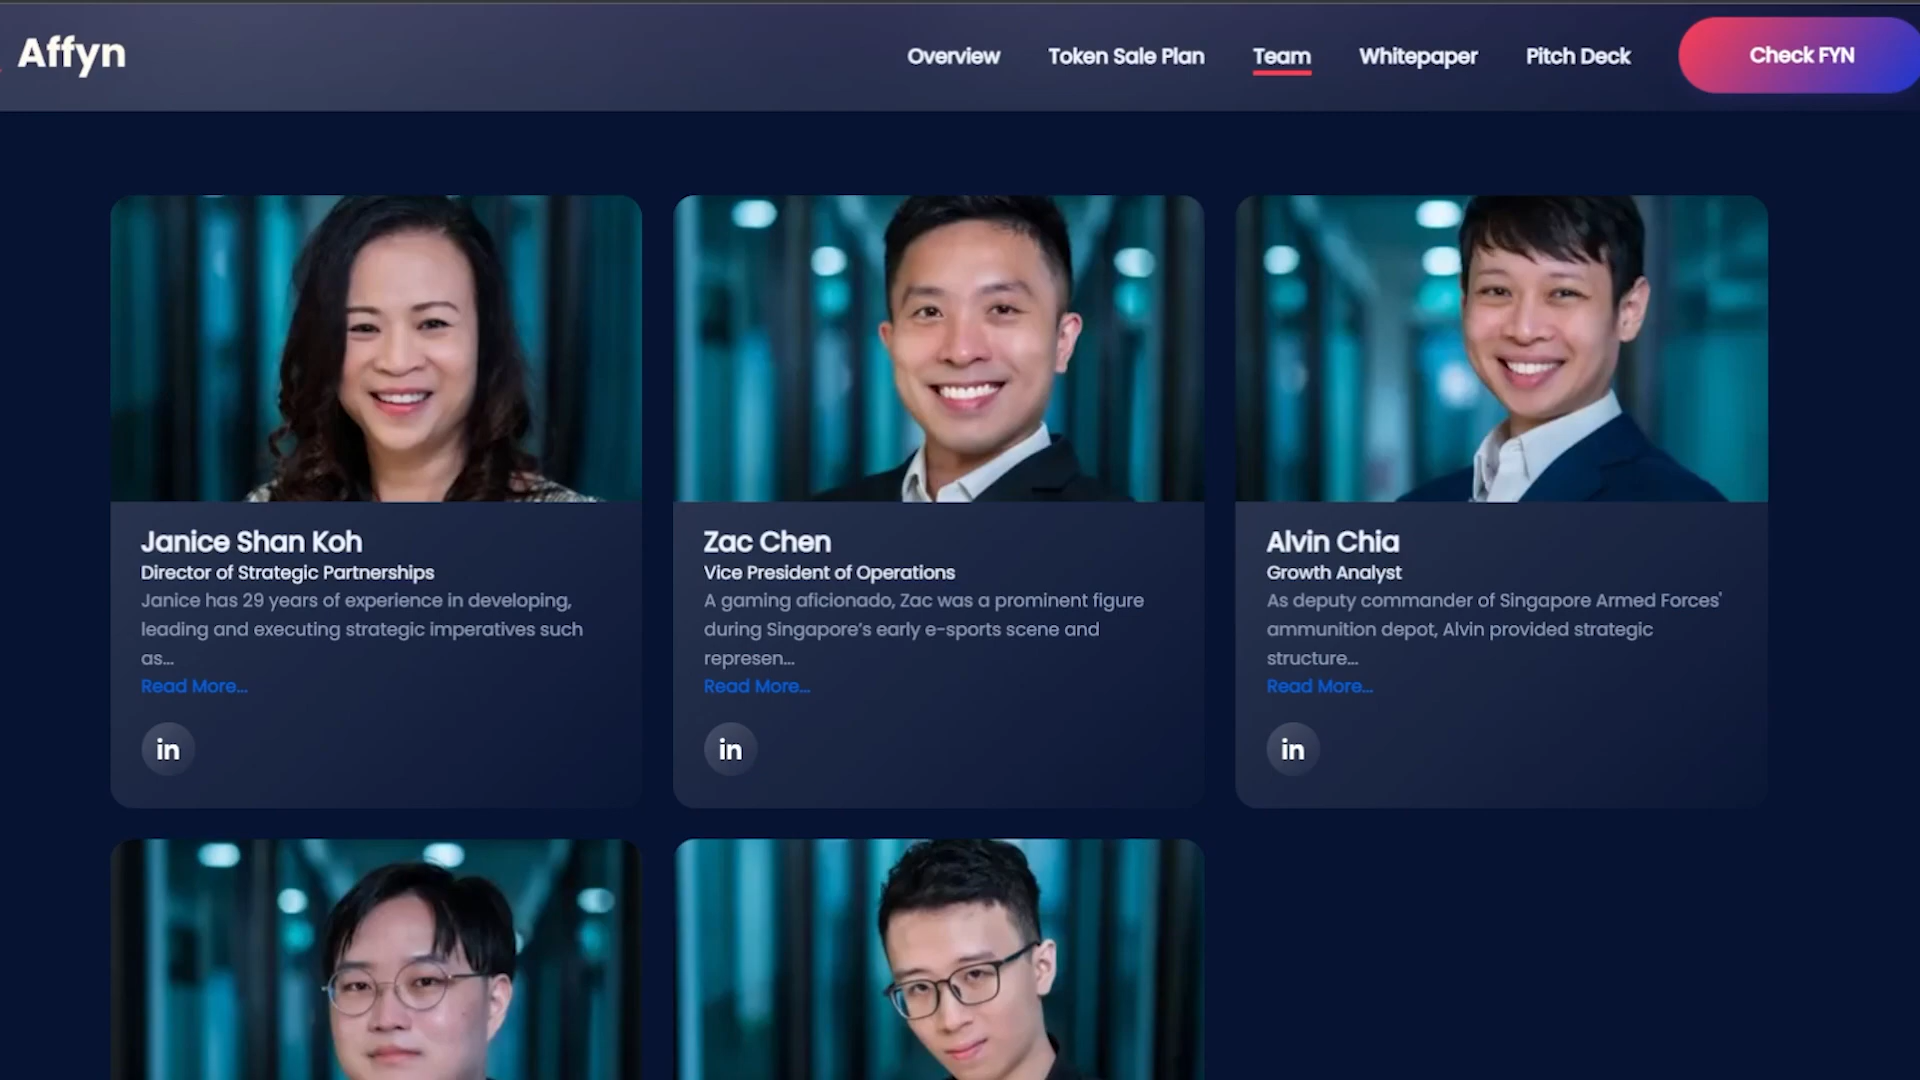 Affyn
Overview
Token Sale Plan
Team
Whitepaper
Pitch Deck
Check FYN
Janice Shan Koh
Director of Strategic Partnerships
Janice has 29 years of experience in developing,
leading and executing strategic imperatives such
as...
Read More...
in
Zac Chen
Vice President of Operations
A gaming aficionado, Zac was a prominent figure
during Singapore's early e-sports scene and
represen...
Read More...
in
Alvin Chia
Growth Analyst
As deputy commander of Singapore Armed Forces'
ammunition depot, Alvin provided strategic
structure...
Read More...
in